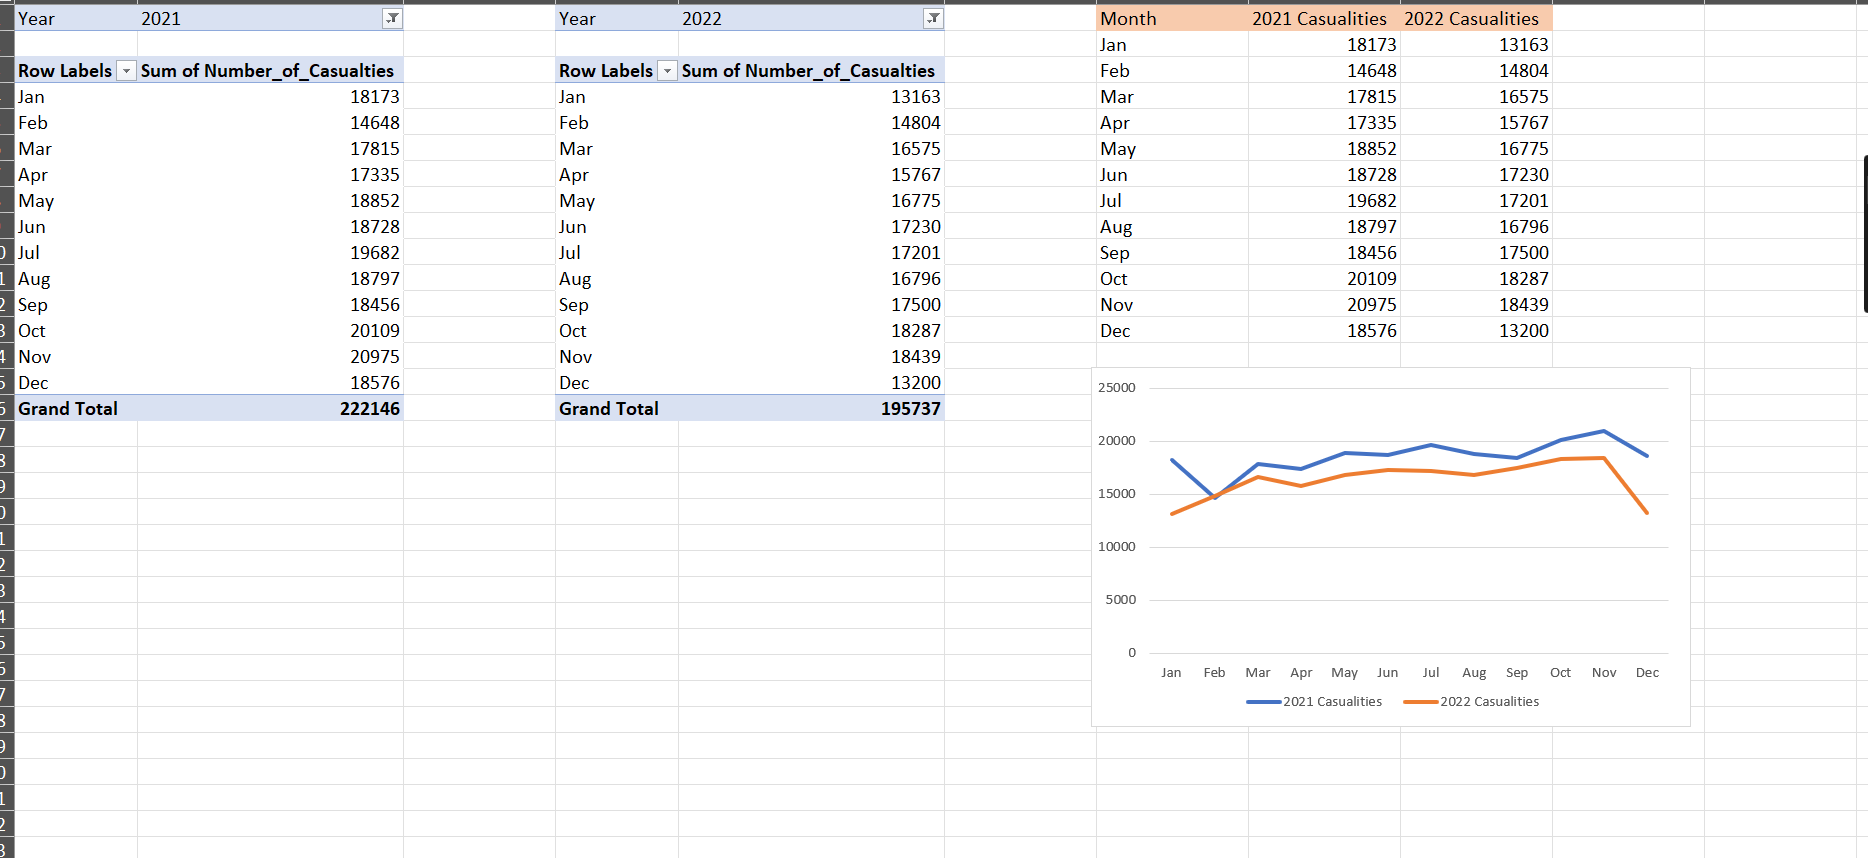 Year 2021
Row Labels Sum of Number_of_Casualties
Jan 18173
Feb 14648
Mar 17815
Apr 17335
May 18852
Jun 18728
Jul 19682
Aug 18797
Sep 18456
Oct 20109
Nov 20975
Dec 18576
Grand Total 222146
Year 2022
Row Labels Sum of Number_of_Casualties
Jan 13163
Feb 14804
Mar 16575
Apr 15767
May 16775
Jun 17230
Jul 17201
Aug 16796
Sep 17500
Oct 18287
Nov 18439
Dec 13200
Grand Total 195737
Month 2021 Casualities 2022 Casualities
Jan 18173 13163
Feb 14648 14804
Mar 17815 16575
Apr 17335 15767
May 18852 16775
Jun 18728 17230
Jul 19682 17201
Aug 18797 16796
Sep 18456 17500
Oct 20109 18287
Nov 20975 18439
Dec 18576 13200
25000
20000
15000
10000
5000
0
Jan Feb Mar Apr May Jun Jul Aug Sep Oct Nov Dec
2021 Casualities 2022 Casualities